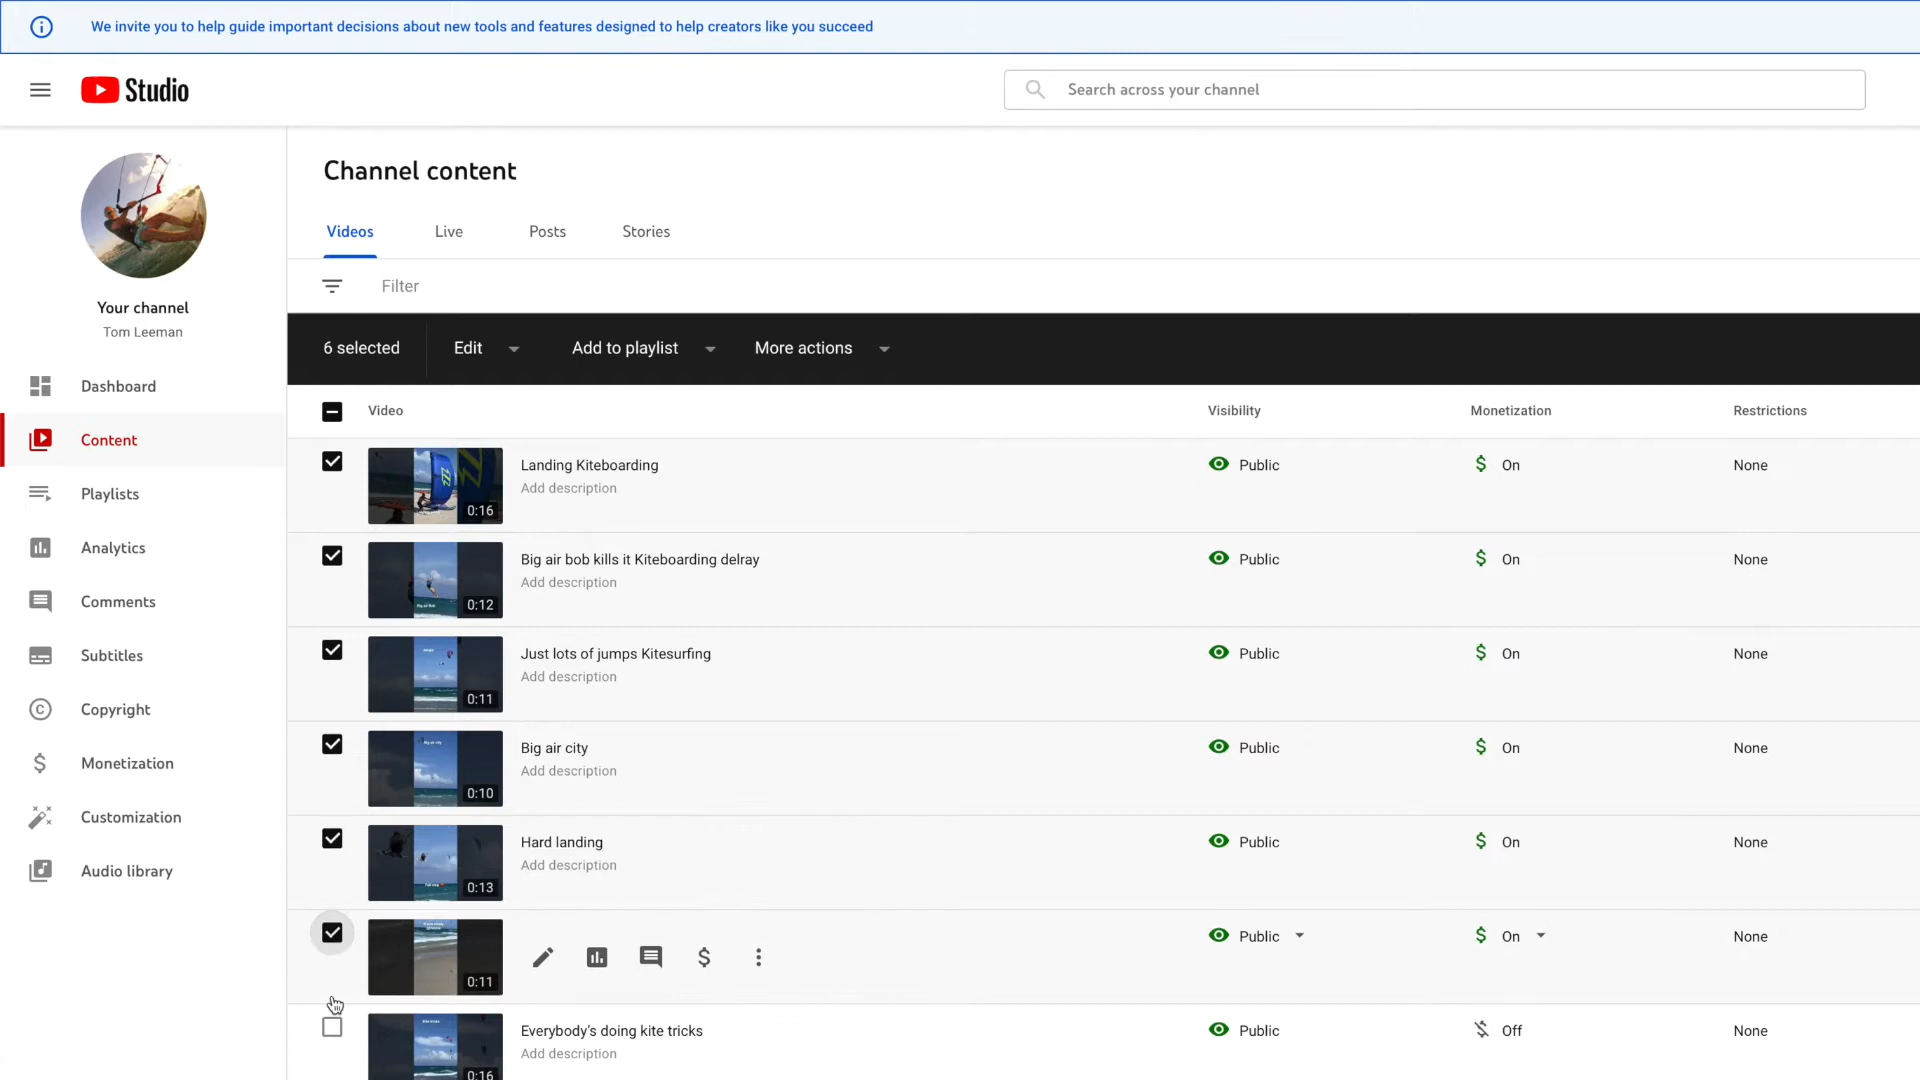 We invite you to help guide important decisions about new tools and features designed to help creators like you succeed
Studio
Search across your channel
Your channel
Tom Leeman
Dashboard
Content
Playlists
Analytics
Comments
Subtitles
Copyright
Monetization
Customization
Audio library
Channel content
Videos Live Posts Stories
Filter
6 selected Edit Add to playlist More actions
Video Visibility Monetization Restrictions
Landing Kiteboarding Public On None
Add description
0:16
Big air bob kills it Kiteboarding delray Public On None
Add description
0:12
Just lots of jumps Kitesurfing Public On None
Add description
0:11
Big air city Public On None
Add description
0:10
Hard landing Public On None
Add description
0:13
Public On None
0:11
Everybody's doing kite tricks Public Off None
Add description
0:16